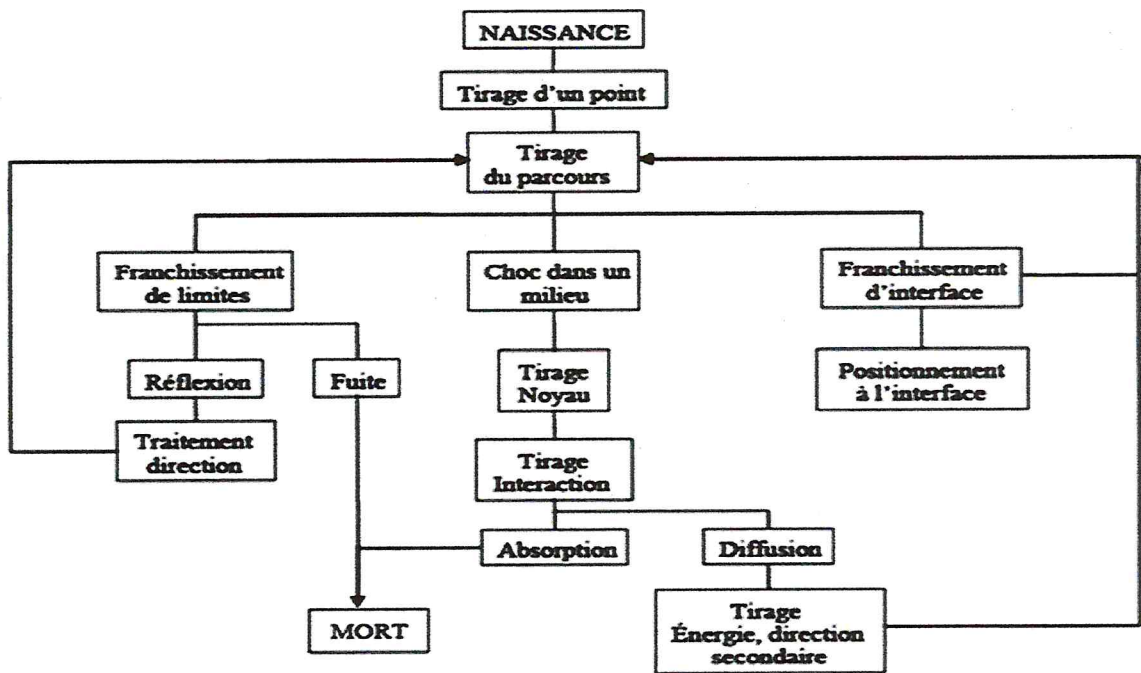 NAISSANCE
Tirage d'un point
Tirage
du parcours
Franchissement
de limites
Choc dans un
milieu
Franchissement
d'interface
Réflexion
Fuite
Tirage
Noyau
Positionnement
à l'interface
Traitement
direction
Tirage
Interaction
Absorption
Diffusion
MORT
Tirage
Énergie, direction
secondaire